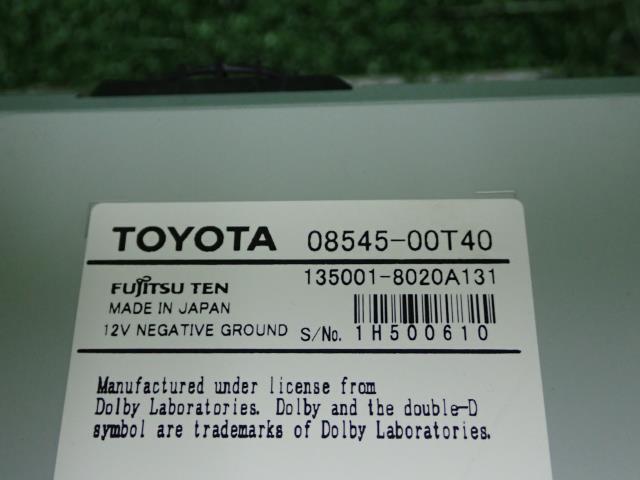 TOYOTA 08545-00T40
FUJITSU TEN 135001-8020A131
MADE IN JAPAN
12V NEGATIVE GROUND S/No. 1H500610
Manufactured under license from
Dolby Laboratories. Dolby and the double-D
symbol are trademarks of Dolby Laboratories.